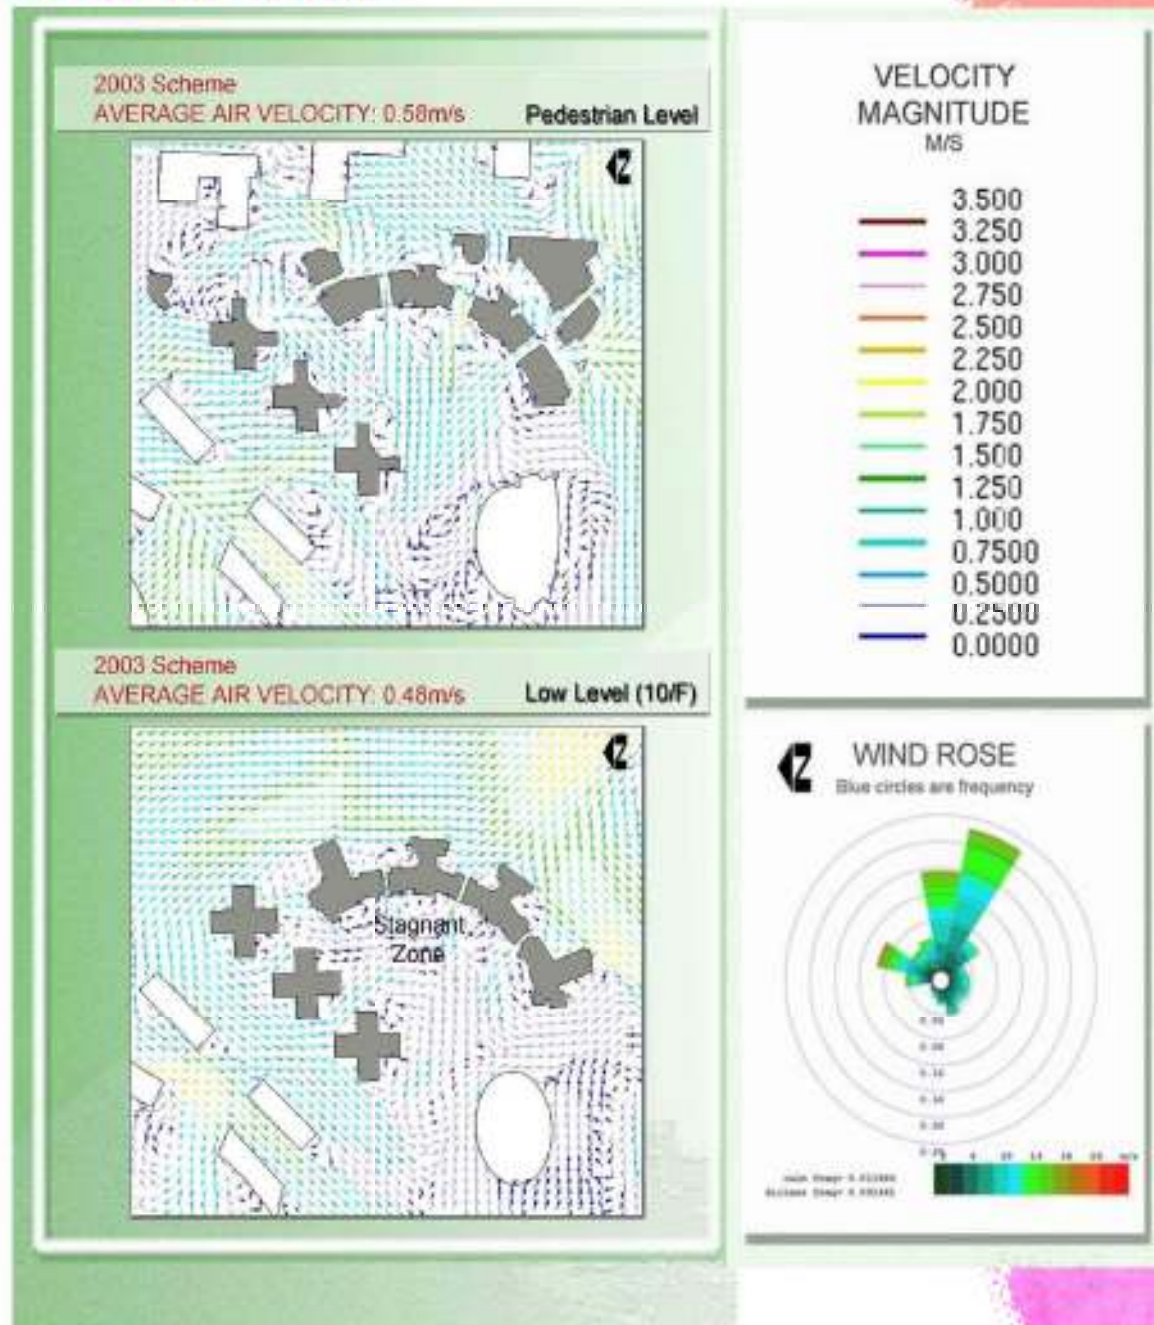 2003 Scheme
AVERAGE AIR VELOCITY: 0.58m/s
Pedestrian Level
Z
2003 Scheme
AVERAGE AIR VELOCITY: 0.48m/s
Low Level (10/F)
Z
Stagnant
Zone
VELOCITY
MAGNITUDE
M/S
3.500
3.250
3.000
2.750
2.500
2.250
2.000
1.750
1.500
1.250
1.000
0.7500
0.5000
0.2500
0.0000
Z
WIND ROSE
Blue circles are frequency